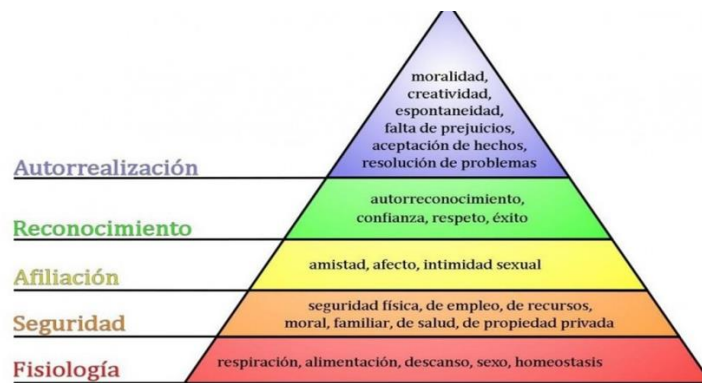 moralidad,
creatividad,
espontaneidad,
falta de prejuicios,
aceptación de hechos,
resolución de problemas
Autorrealización
autorreconocimiento,
confianza, respeto, éxito
Reconocimiento
amistad, afecto, intimidad sexual
Afiliación
seguridad física, de empleo, de recursos,
moral, familiar, de salud, de propiedad privada
Seguridad
respiración, alimentación, descanso, sexo, homeostasis
Fisiología